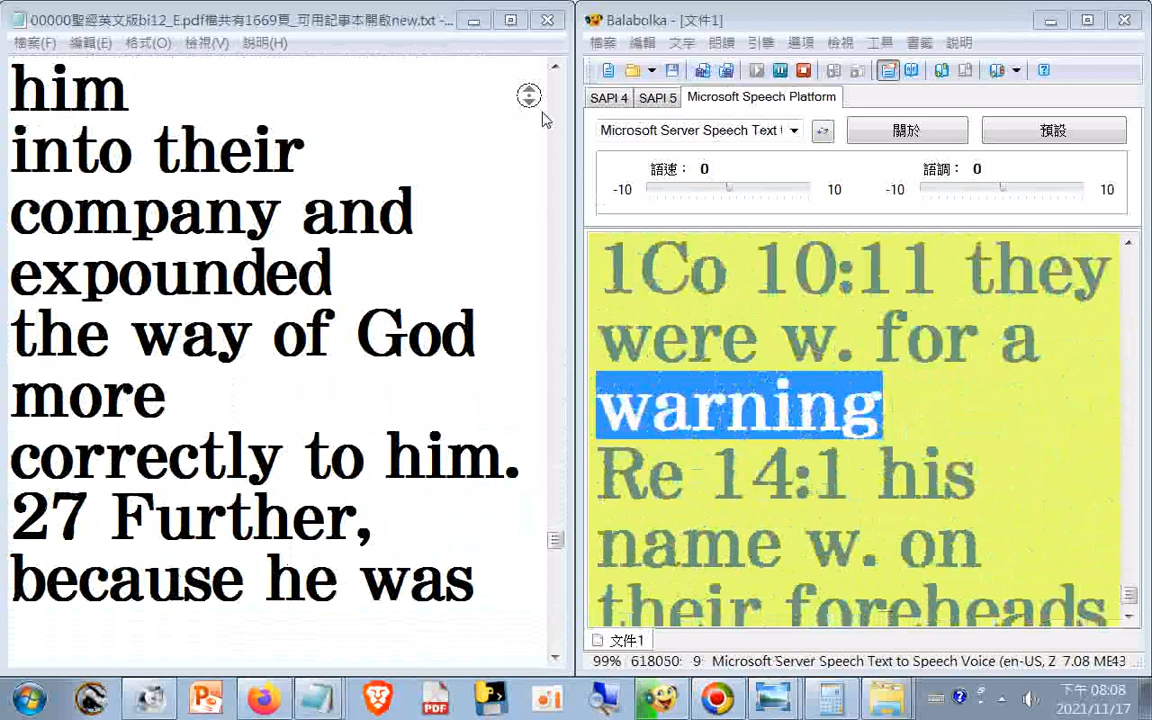 00000聖經英文版bi12_E.pdf檔共有1669頁_可用記事本開啟new.txt -...
檔案(F) 編輯(E) 格式(O) 檢視(V) 說明(H)
him
into their
company and
expounded
the way of God
more
correctly to him.
27 Further,
because he was
Balabolka - [文件1]
檔案 編輯 文字 朗讀 引擎 選項 檢視 工具 書籤 說明
SAPI 4 SAPI 5 Microsoft Speech Platform
Microsoft Server Speech Text 關於 預設
語速: 0 語調: 0
-10 10 -10 10
1Co 10:11 they
were w. for a
warning
Re 14:1 his
name w. on
their foreheads
文件1
99% 618050: 9 Microsoft Server Speech Text to Speech Voice (en-US, Z 7.08 ME43
PDF
下午 08:08
2021/11/17